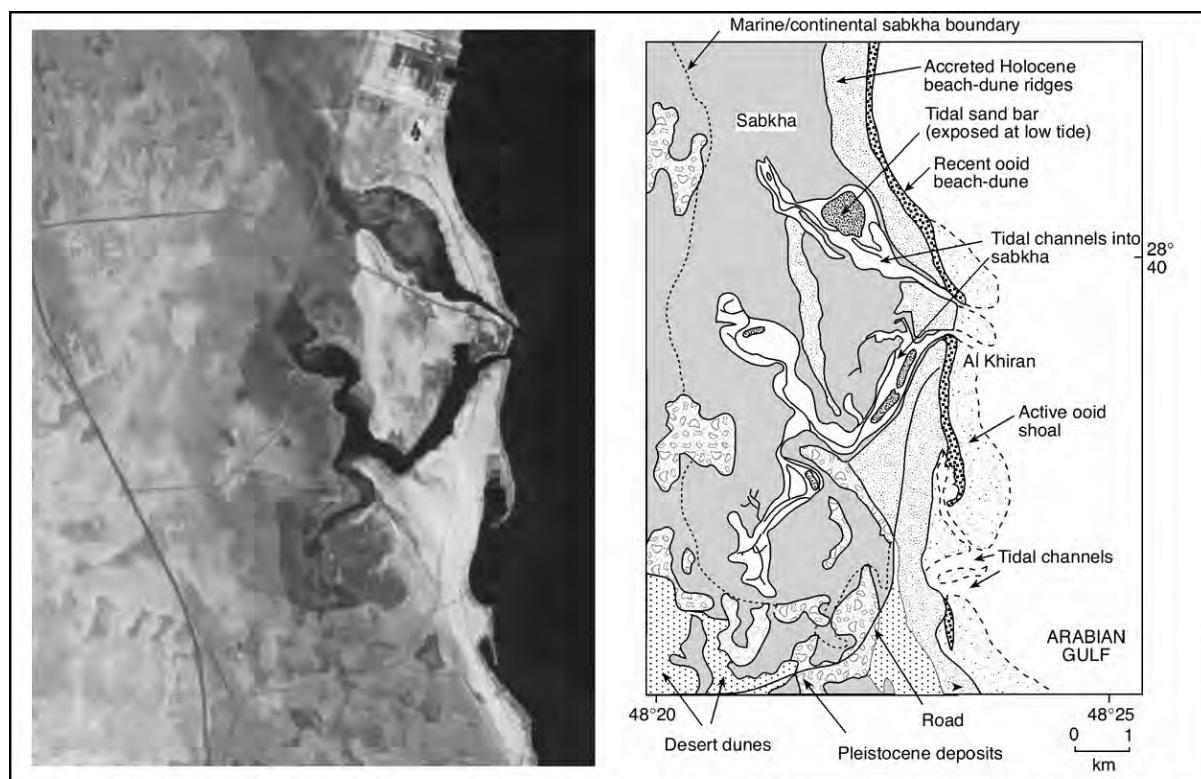 Marine/continental sabkha boundary
Accreted Holocene
beach-dune ridges
Tidal sand bar
(exposed at low tide)
Sabkha
Recent ooid
beach-dune
Tidal channels into
sabkha
28°
40
Al Khiran
Active ooid
shoal
Tidal channels
ARABIAN
GULF
48°20
48°25
Road
Desert dunes
Pleistocene deposits
0 1
km